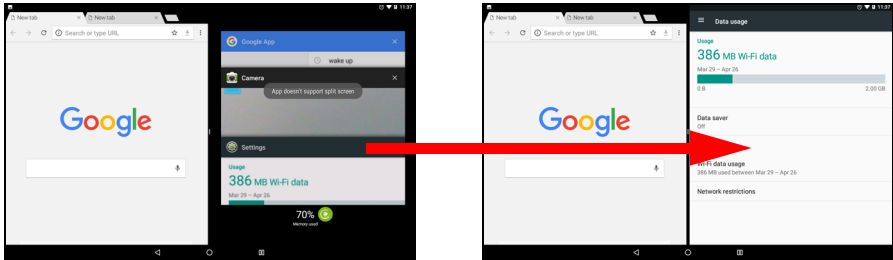 11:37
New tab
New tab
Search or type URL
Google
Google App
wake up
Camera
App doesn't support split screen
Settings
Usage
386 MB Wi-Fi data
Mar 29 – Apr 26
70%
Memory used
11:37
New tab
New tab
Search or type URL
Google
Data usage
Usage
386 MB Wi-Fi data
Mar 29 – Apr 26
0 B
2.00 GB
Data saver
Off
Wi-Fi data usage
386 MB used between Mar 29 – Apr 26
Network restrictions